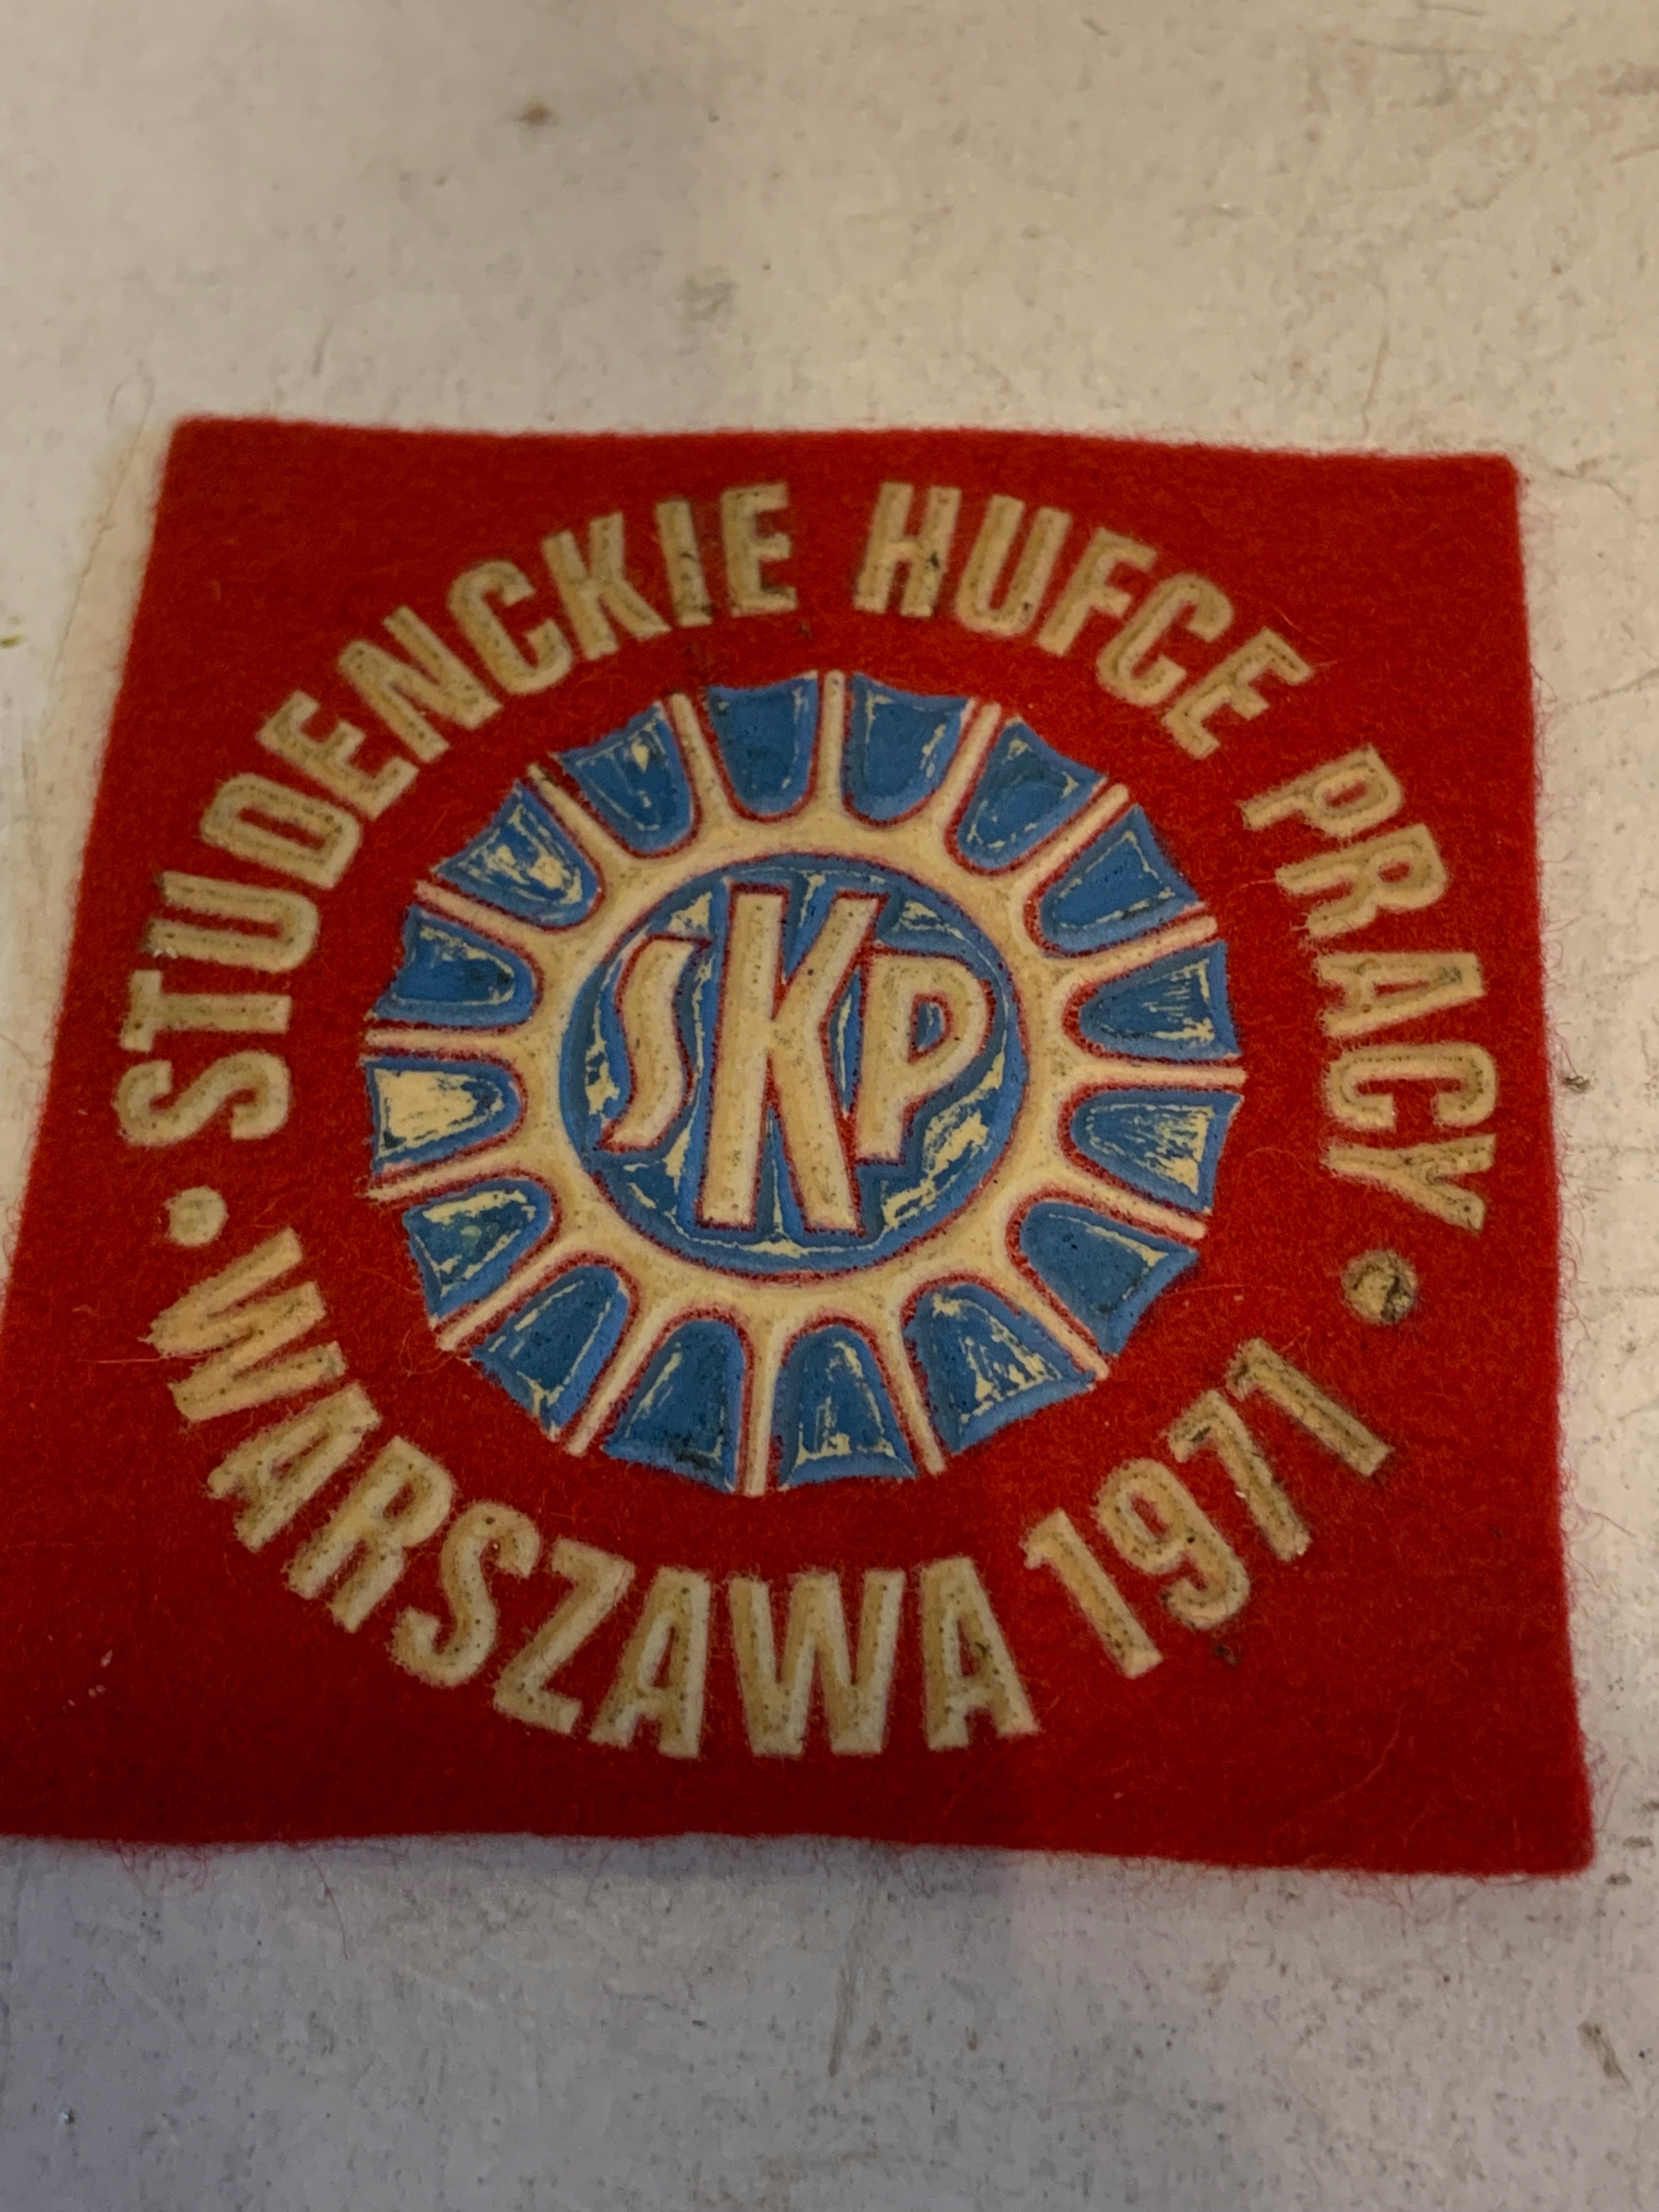 STUDENCKIE HUFCE PRACY
SKP
• WARSZAWA 1971 •